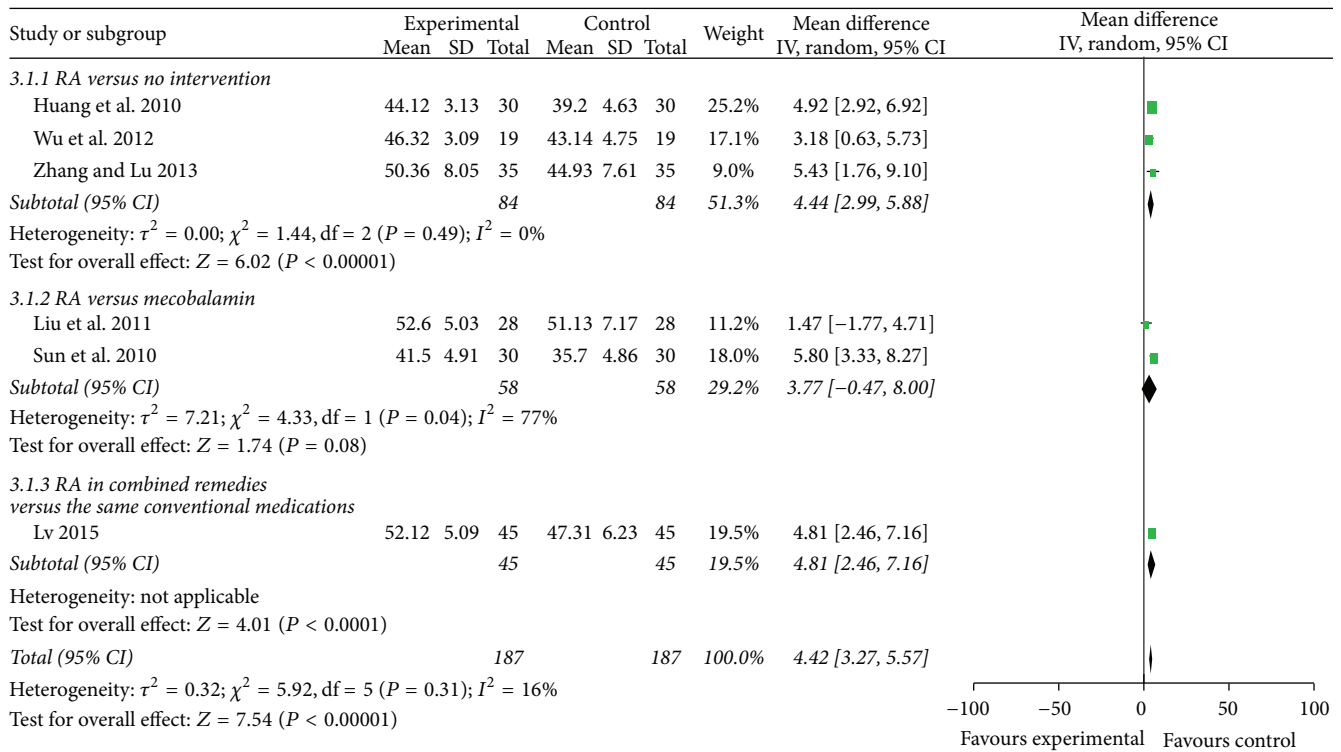 Study or subgroup Experimental Control Weight Mean difference Mean difference
Mean SD Total Mean SD Total IV, random, 95% CI IV, random, 95% CI
3.1.1 RA versus no intervention
Huang et al. 2010 44.12 3.13 30 39.2 4.63 30 25.2% 4.92 [2.92, 6.92]
Wu et al. 2012 46.32 3.09 19 43.14 4.75 19 17.1% 3.18 [0.63, 5.73]
Zhang and Lu 2013 50.36 8.05 35 44.93 7.61 35 9.0% 5.43 [1.76, 9.10]
Subtotal (95% CI) 84 84 51.3% 4.44 [2.99, 5.88]
Heterogeneity: τ² = 0.00; χ² = 1.44, df = 2 (P = 0.49); I² = 0%
Test for overall effect: Z = 6.02 (P < 0.00001)
3.1.2 RA versus mecobalamin
Liu et al. 2011 52.6 5.03 28 51.13 7.17 28 11.2% 1.47 [−1.77, 4.71]
Sun et al. 2010 41.5 4.91 30 35.7 4.86 30 18.0% 5.80 [3.33, 8.27]
Subtotal (95% CI) 58 58 29.2% 3.77 [−0.47, 8.00]
Heterogeneity: τ² = 7.21; χ² = 4.33, df = 1 (P = 0.04); I² = 77%
Test for overall effect: Z = 1.74 (P = 0.08)
3.1.3 RA in combined remedies
versus the same conventional medications
Lv 2015 52.12 5.09 45 47.31 6.23 45 19.5% 4.81 [2.46, 7.16]
Subtotal (95% CI) 45 45 19.5% 4.81 [2.46, 7.16]
Heterogeneity: not applicable
Test for overall effect: Z = 4.01 (P < 0.0001)
Total (95% CI) 187 187 100.0% 4.42 [3.27, 5.57]
Heterogeneity: τ² = 0.32; χ² = 5.92, df = 5 (P = 0.31); I² = 16%
Test for overall effect: Z = 7.54 (P < 0.00001)
−100 −50 0 50 100
Favours experimental Favours control